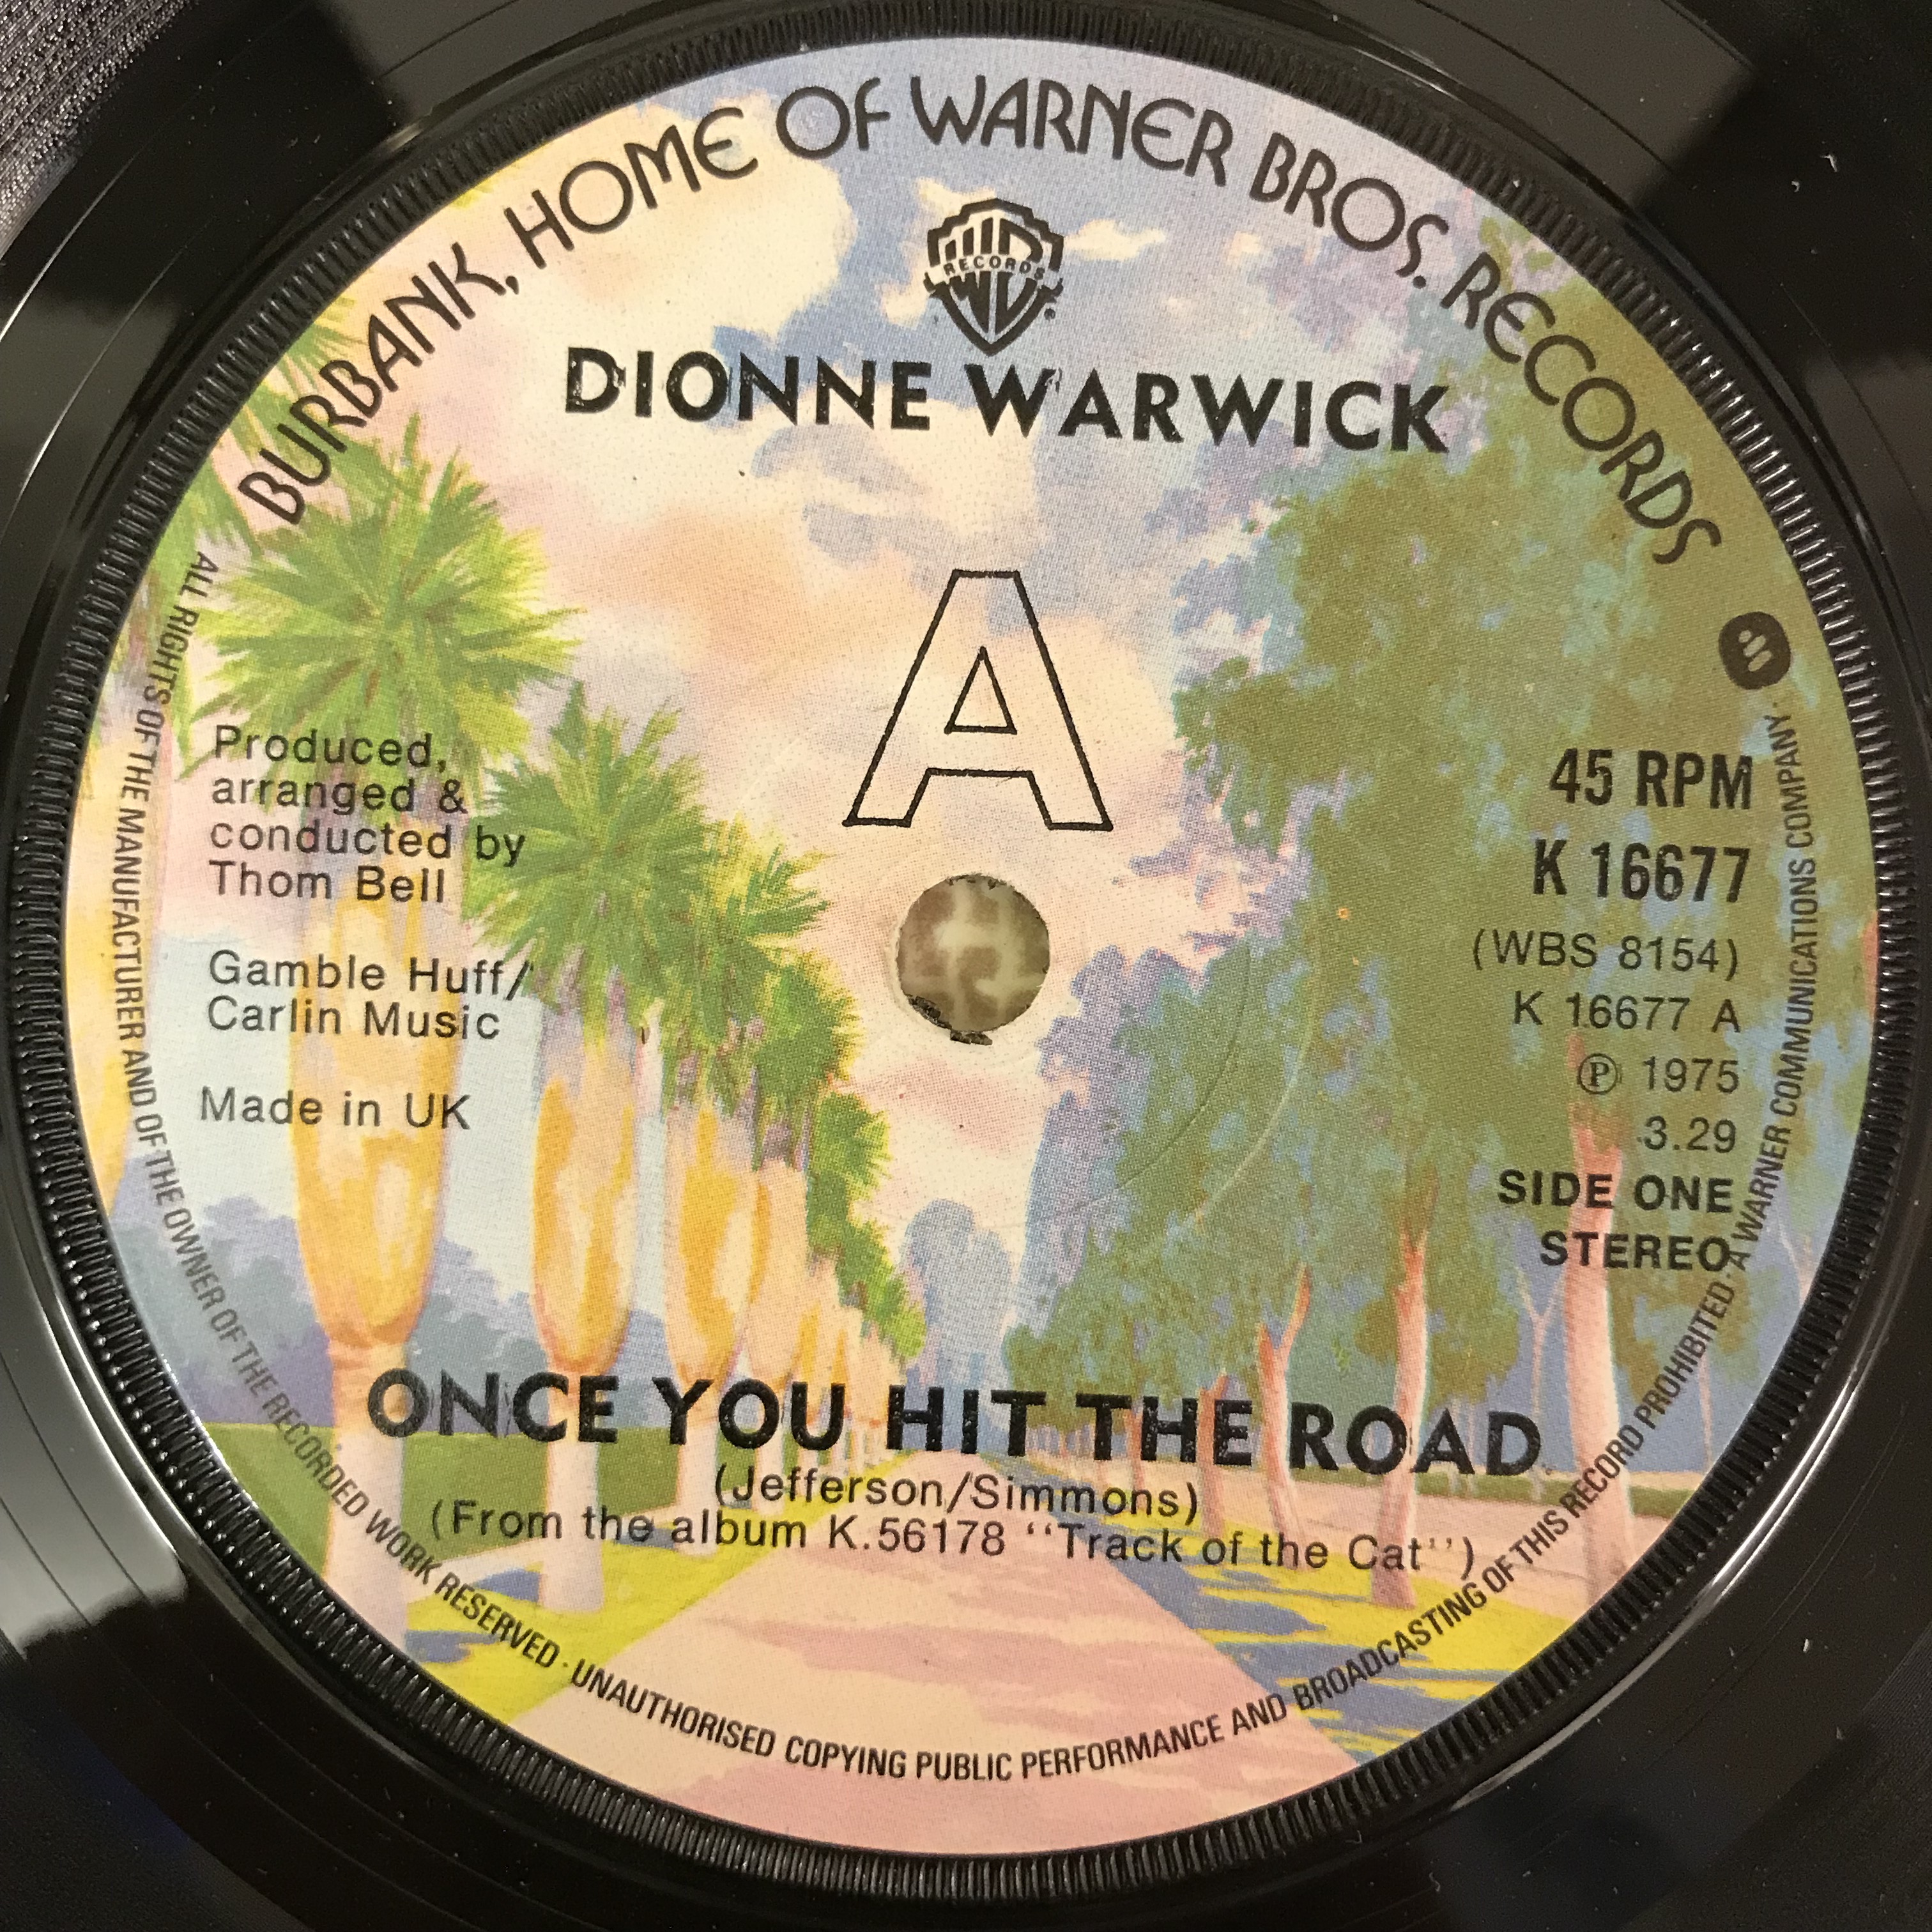 BURBANK, HOME OF WARNER BROS. RECORDS
RECORDS
DIONNE WARWICK
A
Produced,
arranged &
conducted by
Thom Bell
Gamble Huff/
Carlin Music
Made in UK
45 RPM
K 16677
(WBS 8154)
K 16677 A
Ⓟ 1975
3.29
SIDE ONE
STEREO
ONCE YOU HIT THE ROAD
(Jefferson/Simmons)
(From the album K.56178 ‘‘Track of the Cat’’)
ALL RIGHTS OF THE MANUFACTURER AND OF THE OWNER OF THE RECORDED WORK RESERVED · UNAUTHORISED COPYING PUBLIC PERFORMANCE AND BROADCASTING OF THIS RECORD PROHIBITED · A WARNER COMMUNICATIONS COMPANY ·